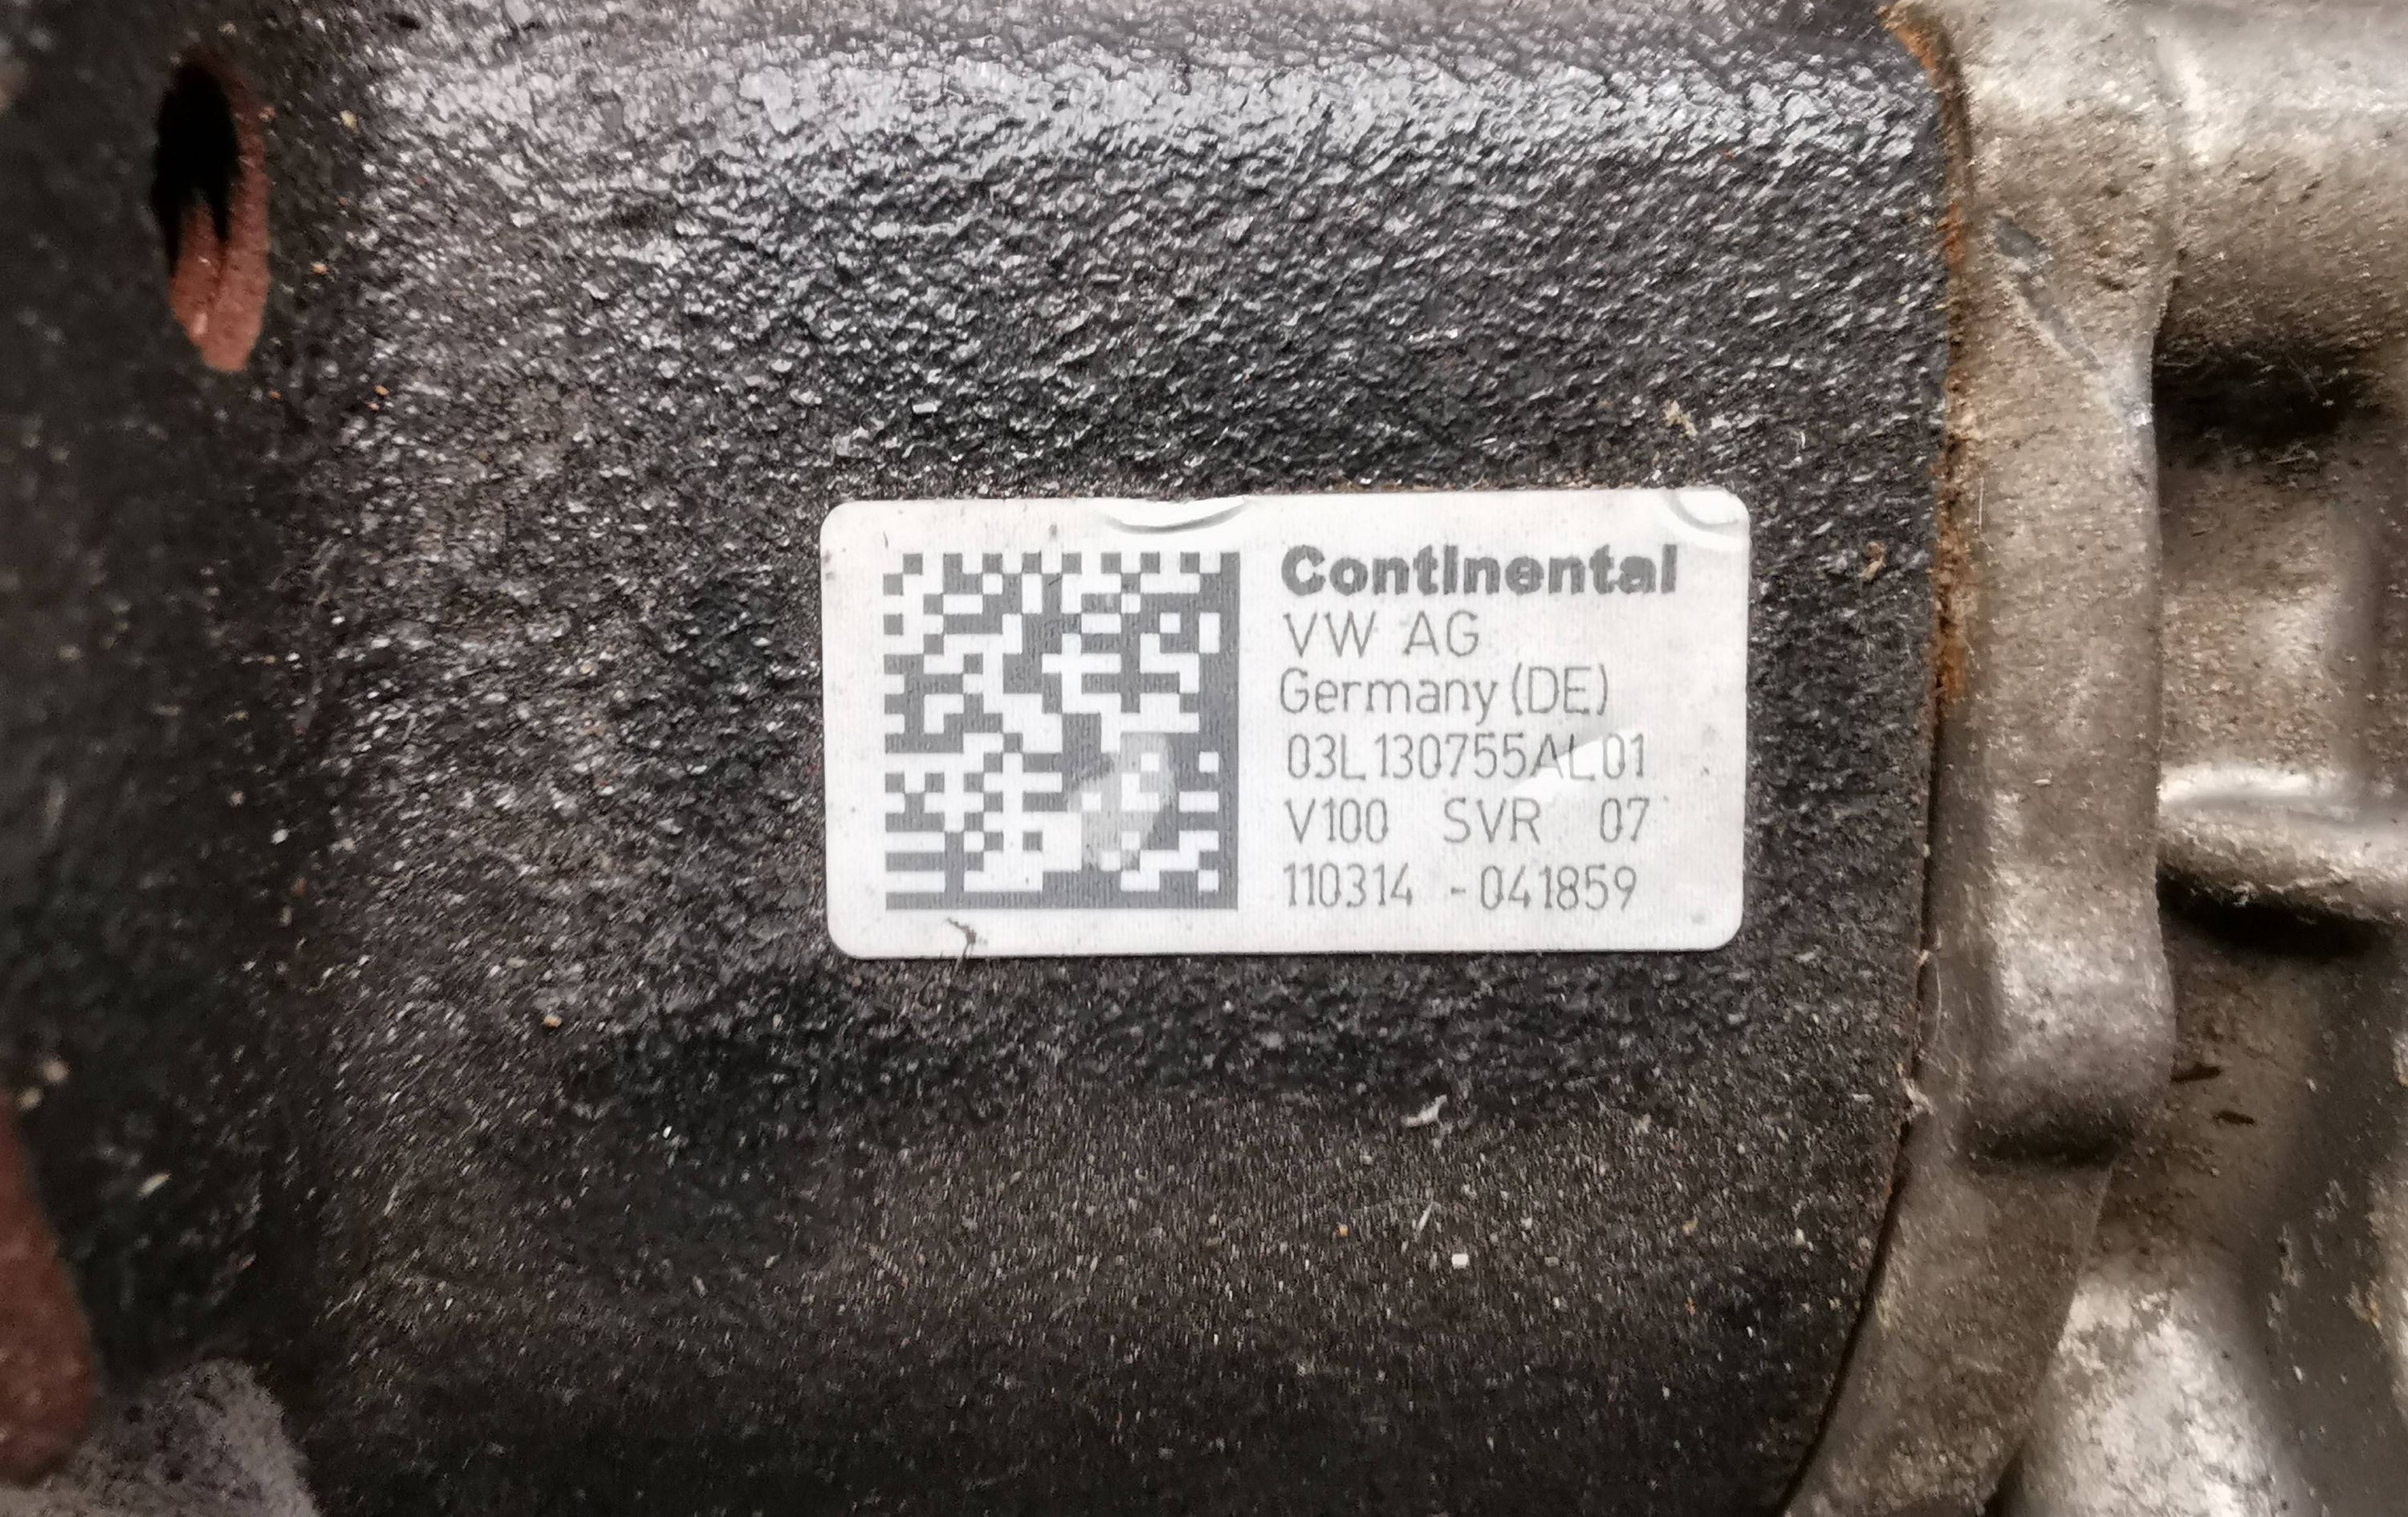 Continental
VW AG
Germany (DE)
03L130755AL01
V100 SVR 07
110314 -041859